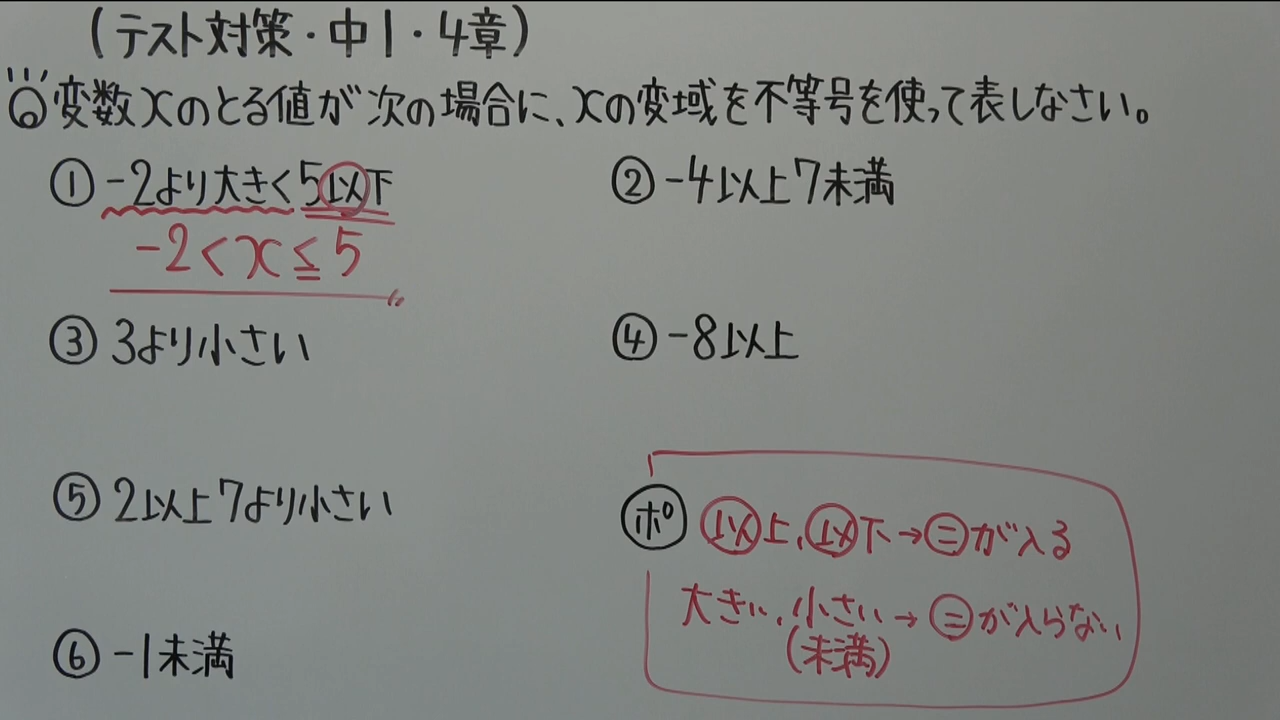 (テスト対策・中1・4章)
⑥変数xのとる値が次の場合に、xの変域を不等号を使って表しなさい。
① -2より大きく5以下
-2<x≦5
② -4以上7未満
③ 3より小さい
④ -8以上
⑤ 2以上7より小さい
⑥ -1未満
ポ 以上、以下→=が入る
大きい、小さい→=が入らない
(未満)